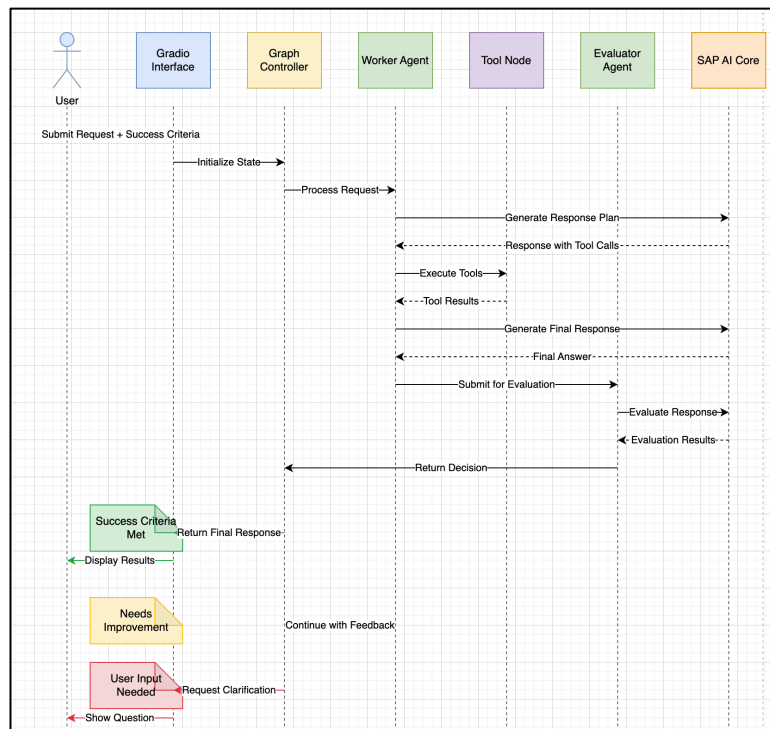 Gradio
Interface
Graph
Controller
Worker Agent
Tool Node
Evaluator
Agent
SAP AI Core
User
Submit Request + Success Criteria
Initialize State
Process Request
Generate Response Plan
Response with Tool Calls
Execute Tools
Tool Results
Generate Final Response
Final Answer
Submit for Evaluation
Evaluate Response
Evaluation Results
Return Decision
Success Criteria
Met
Return Final Response
Display Results
Needs
Improvement
Continue with Feedback
User Input
Needed
Request Clarification
Show Question